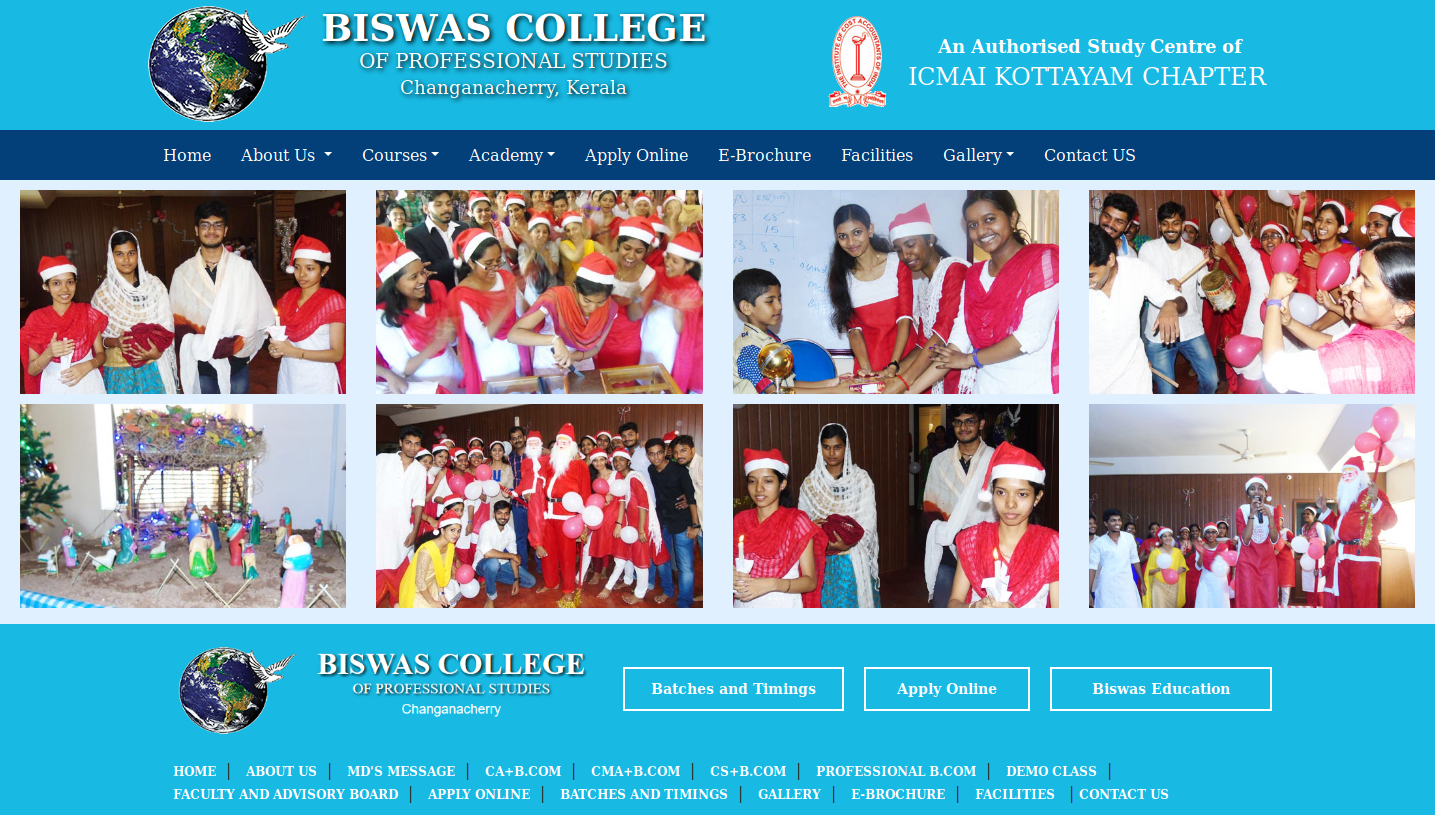 BISWAS COLLEGE
OF PROFESSIONAL STUDIES
Changanacherry, Kerala
THE INSTITUTE OF COST ACCOUNTANTS OF INDIA
An Authorised Study Centre of
ICMAI KOTTAYAM CHAPTER
Home About Us Courses Academy Apply Online E-Brochure Facilities Gallery Contact US
BISWAS COLLEGE
OF PROFESSIONAL STUDIES
Changanacherry
Batches and Timings Apply Online Biswas Education
HOME | ABOUT US | MD'S MESSAGE | CA+B.COM | CMA+B.COM | CS+B.COM | PROFESSIONAL B.COM | DEMO CLASS |
FACULTY AND ADVISORY BOARD | APPLY ONLINE | BATCHES AND TIMINGS | GALLERY | E-BROCHURE | FACILITIES | CONTACT US